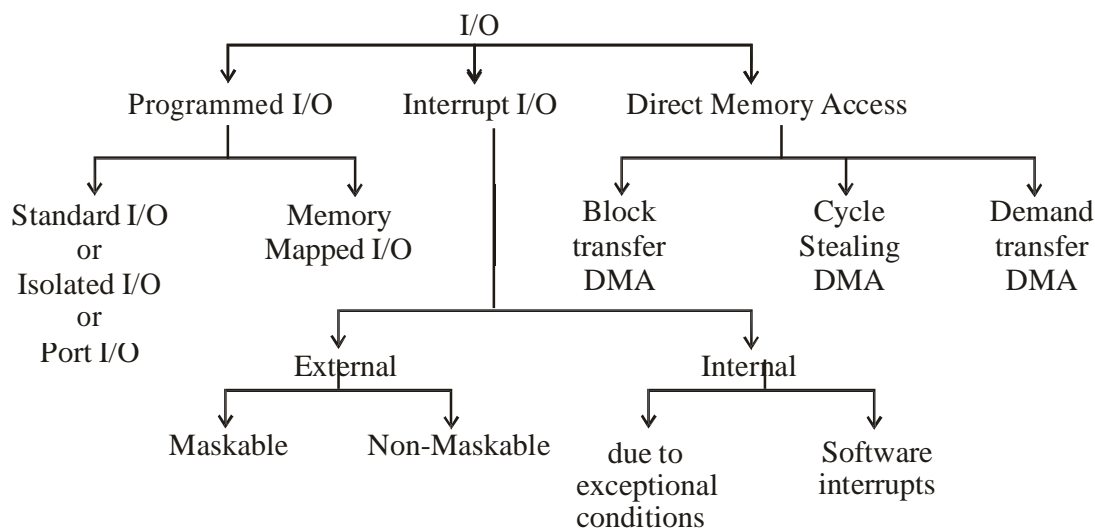 I/O
Programmed I/O
Interrupt I/O
Direct Memory Access
Standard I/O
or
Isolated I/O
or
Port I/O
Memory
Mapped I/O
Block
transfer
DMA
Cycle
Stealing
DMA
Demand
transfer
DMA
External
Internal
Maskable
Non-Maskable
due to
exceptional
conditions
Software
interrupts